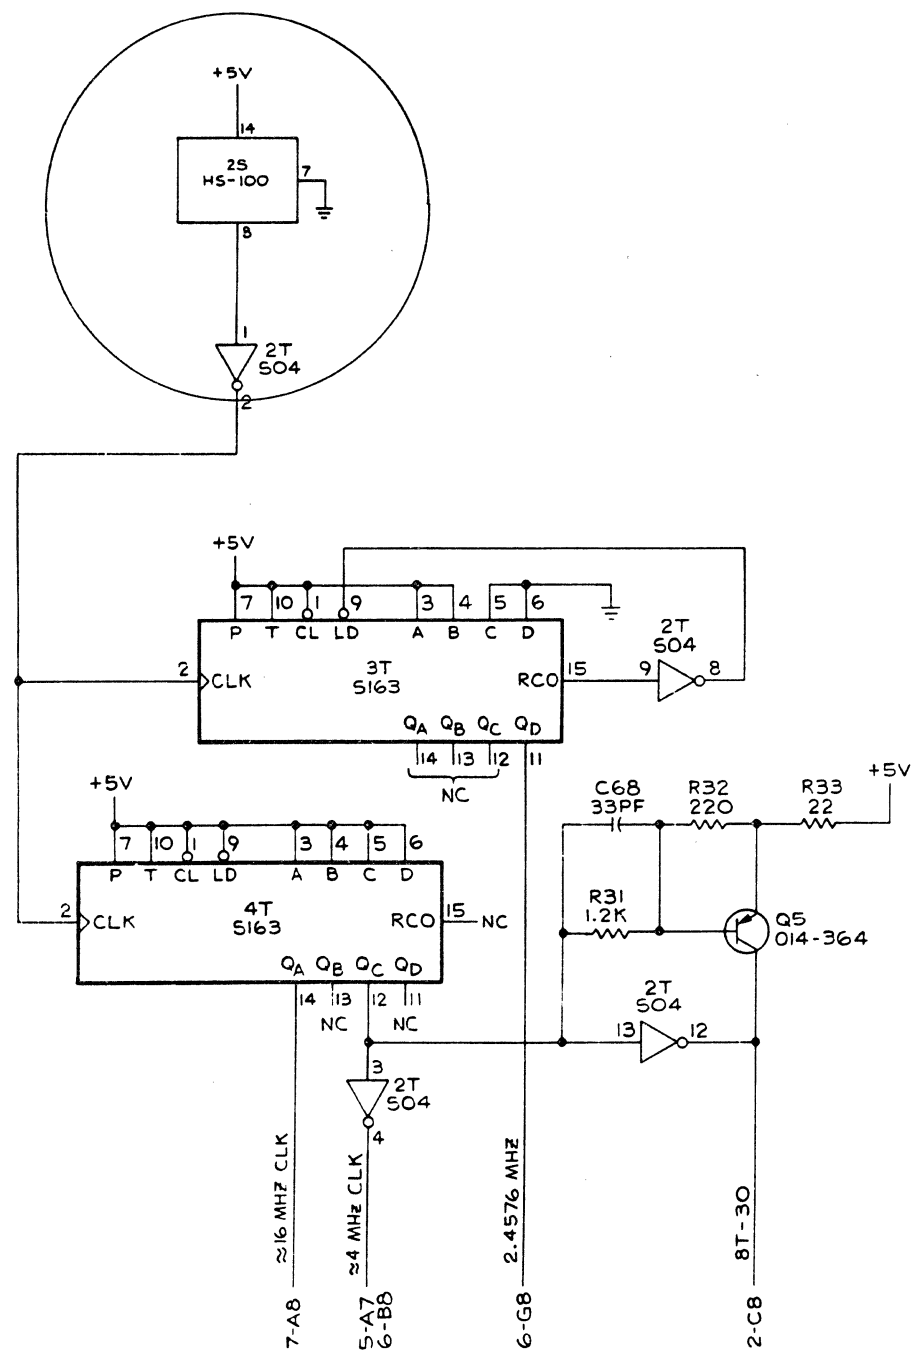 +5V
14
2S
HS-100
7
8
1
2T
S04
2
+5V
7 10 1 9 3 4 5 6
P T CL LD A B C D
2T
S04
2
CLK
3T
S163
RCO
15
9
8
QA QB QC QD
14 13 12 11
NC
+5V
+5V
C68
33PF
R32
220
R33
22
7 10 1 9 3 4 5 6
P T CL LD A B C D
2
CLK
4T
S163
RCO
15
NC
R31
1.2K
Q5
014-364
QA QB QC QD
14 13 12 11
NC NC
2T
S04
13
12
3
2T
S04
4
≈16 MHZ CLK
≈4 MHZ CLK
2.4576 MHZ
8T-30
7-A8
5-A7
6-B8
6-G8
2-C8